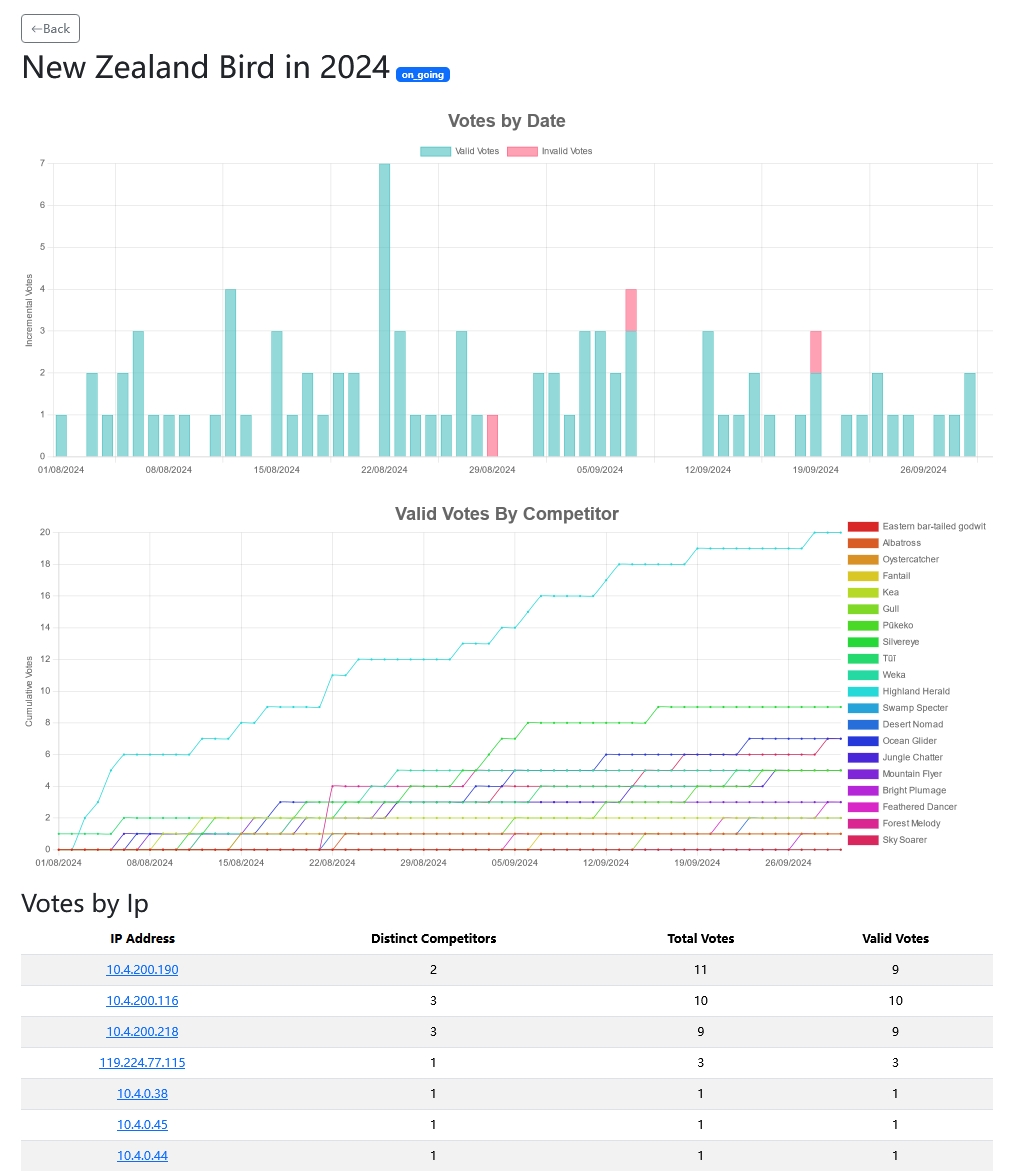 ←Back
New Zealand Bird in 2024 on_going
Votes by Date
Valid Votes Invalid Votes
7
6
5
4
3
2
1
0
Incremental Votes
01/08/2024 08/08/2024 15/08/2024 22/08/2024 29/08/2024 05/09/2024 12/09/2024 19/09/2024 26/09/2024
Valid Votes By Competitor
20
18
16
14
12
10
8
6
4
2
0
Cumulative Votes
01/08/2024 08/08/2024 15/08/2024 22/08/2024 29/08/2024 05/09/2024 12/09/2024 19/09/2024 26/09/2024
Eastern bar-tailed godwit
Albatross
Oystercatcher
Fantail
Kea
Gull
Pūkeko
Silvereye
Tūī
Weka
Highland Herald
Swamp Specter
Desert Nomad
Ocean Glider
Jungle Chatter
Mountain Flyer
Bright Plumage
Feathered Dancer
Forest Melody
Sky Soarer
Votes by Ip
IP Address Distinct Competitors Total Votes Valid Votes
10.4.200.190 2 11 9
10.4.200.116 3 10 10
10.4.200.218 3 9 9
119.224.77.115 1 3 3
10.4.0.38 1 1 1
10.4.0.45 1 1 1
10.4.0.44 1 1 1